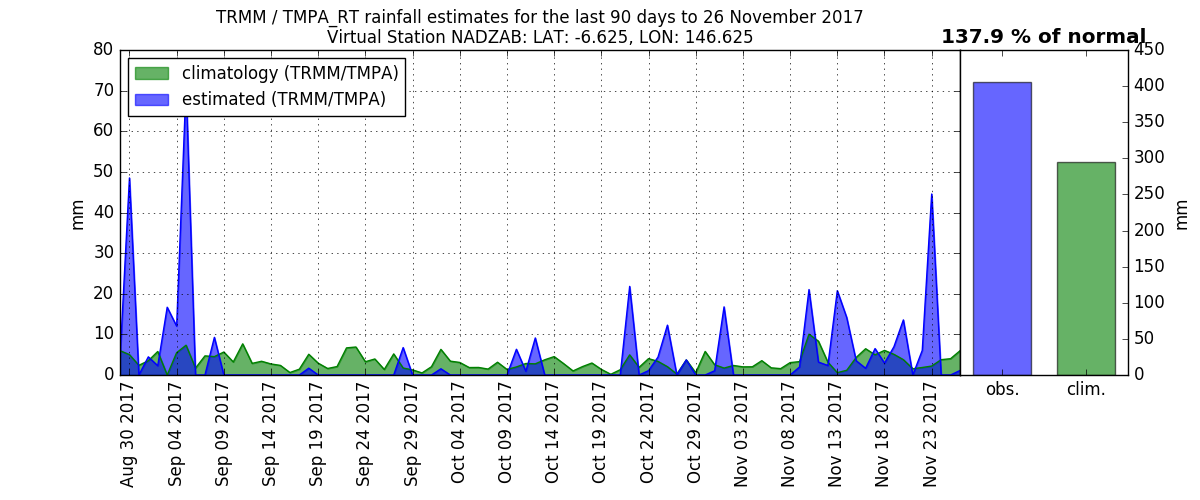 TRMM / TMPA_RT rainfall estimates for the last 90 days to 26 November 2017
Virtual Station NADZAB: LAT: -6.625, LON: 146.625
137.9 % of normal
climatology (TRMM/TMPA)
estimated (TRMM/TMPA)
mm
80
70
60
50
40
30
20
10
0
Aug 30 2017
Sep 04 2017
Sep 09 2017
Sep 14 2017
Sep 19 2017
Sep 24 2017
Sep 29 2017
Oct 04 2017
Oct 09 2017
Oct 14 2017
Oct 19 2017
Oct 24 2017
Oct 29 2017
Nov 03 2017
Nov 08 2017
Nov 13 2017
Nov 18 2017
Nov 23 2017
obs.
clim.
450
400
350
300
250
200
150
100
50
0
mm